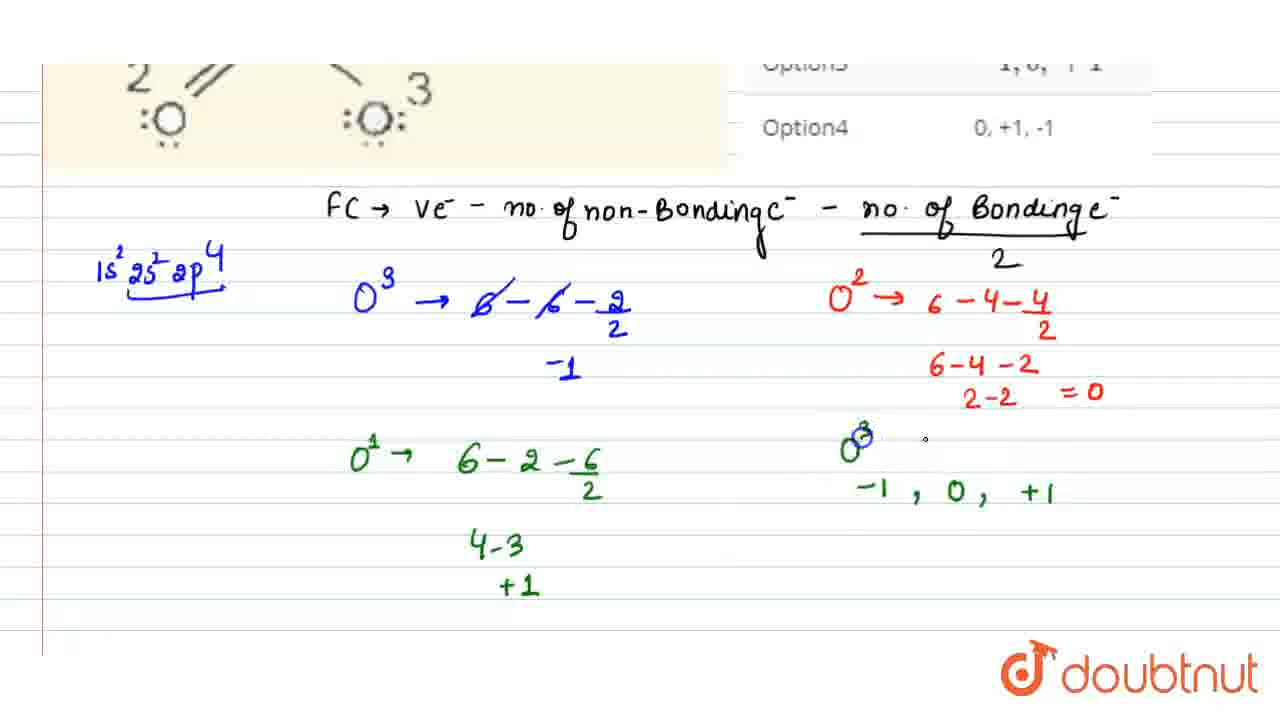 2 3
:O: :O:
Option4 0, +1, -1
FC → Ve⁻ - no. of non-Bonding e⁻ - no. of Bonding e⁻ / 2
1s² 2s² 2p⁴
O³ → 6 - 6 - 2/2
-1
O² → 6 - 4 - 4/2
6 - 4 - 2
2 - 2 = 0
O¹ → 6 - 2 - 6/2
4 - 3
+1
O³
-1 , 0 , +1
doubtnut